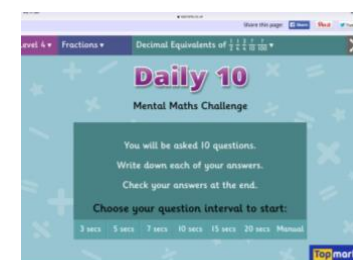 Share this page:
Level 4 ▾ Fractions ▾ Decimal Equivalents of
Daily 10
Mental Maths Challenge
You will be asked 10 questions.
Write down each of your answers.
Check your answers at the end.
Choose your question interval to start:
3 secs 5 secs 7 secs 10 secs 15 secs 20 secs Manual
Topmar